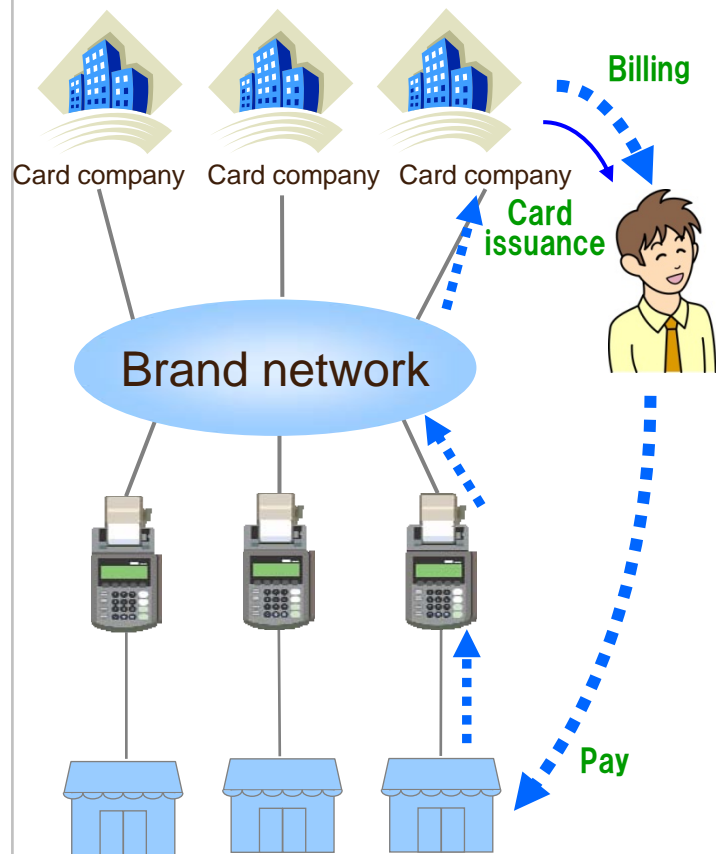 Billing
Card company
Card company
Card company
Card
issuance
Brand network
Pay